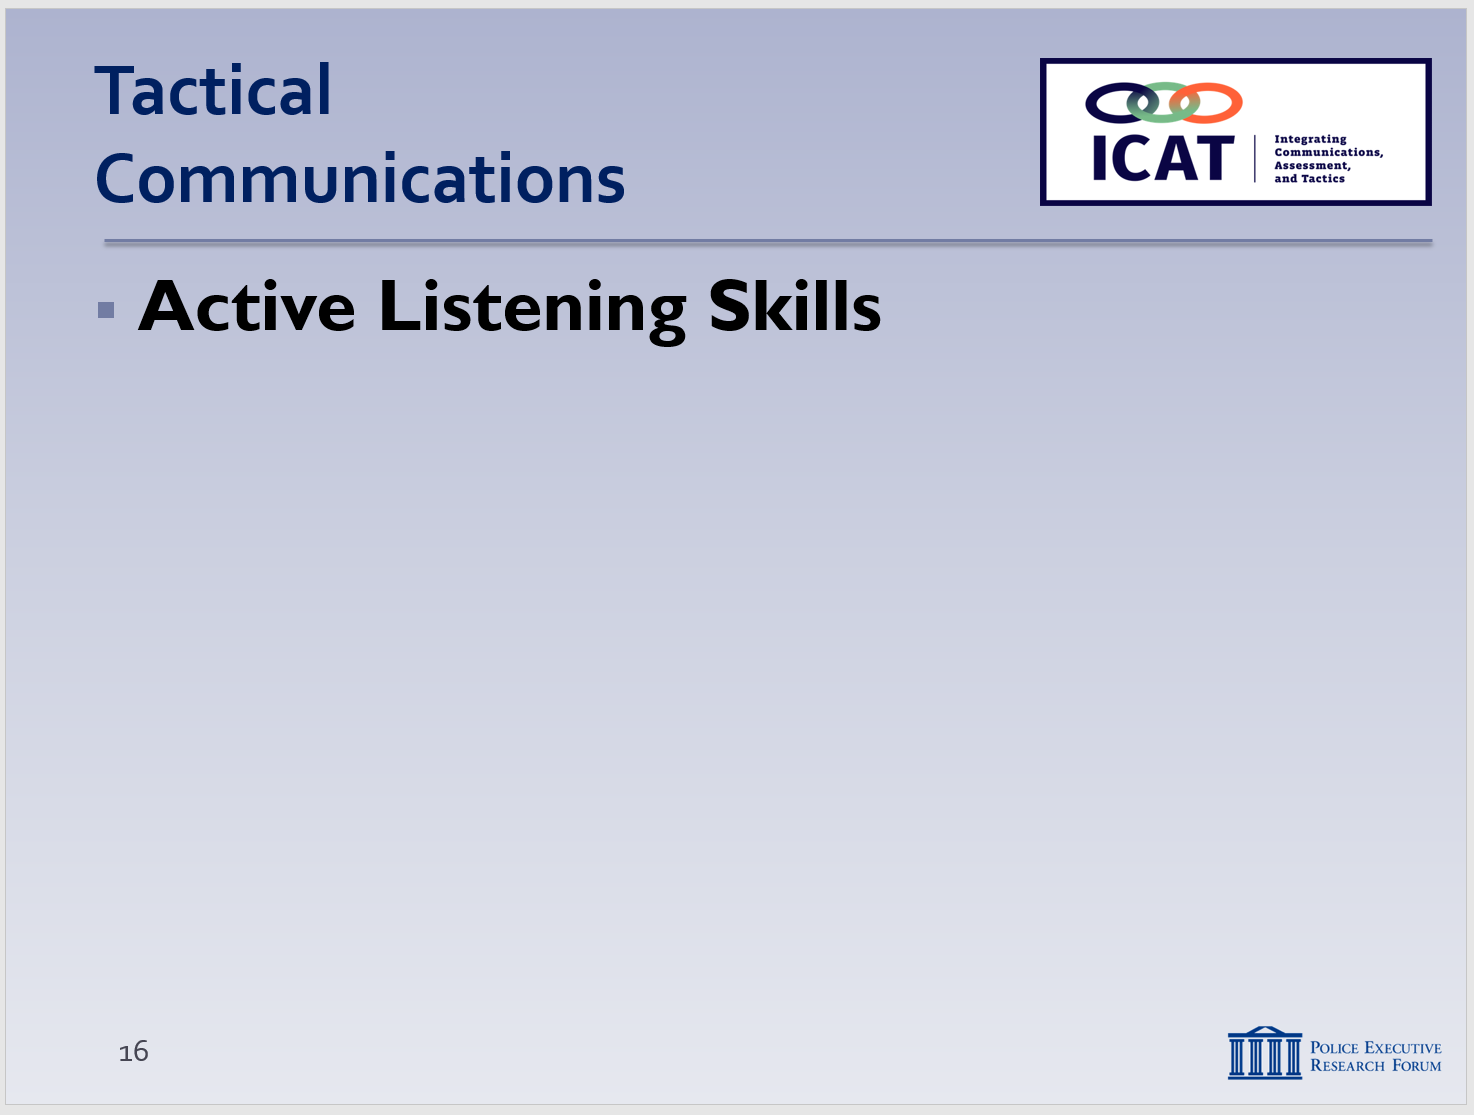 Tactical
Communications
ICAT
Integrating
Communications,
Assessment,
and Tactics
Active Listening Skills
16
POLICE EXECUTIVE
RESEARCH FORUM